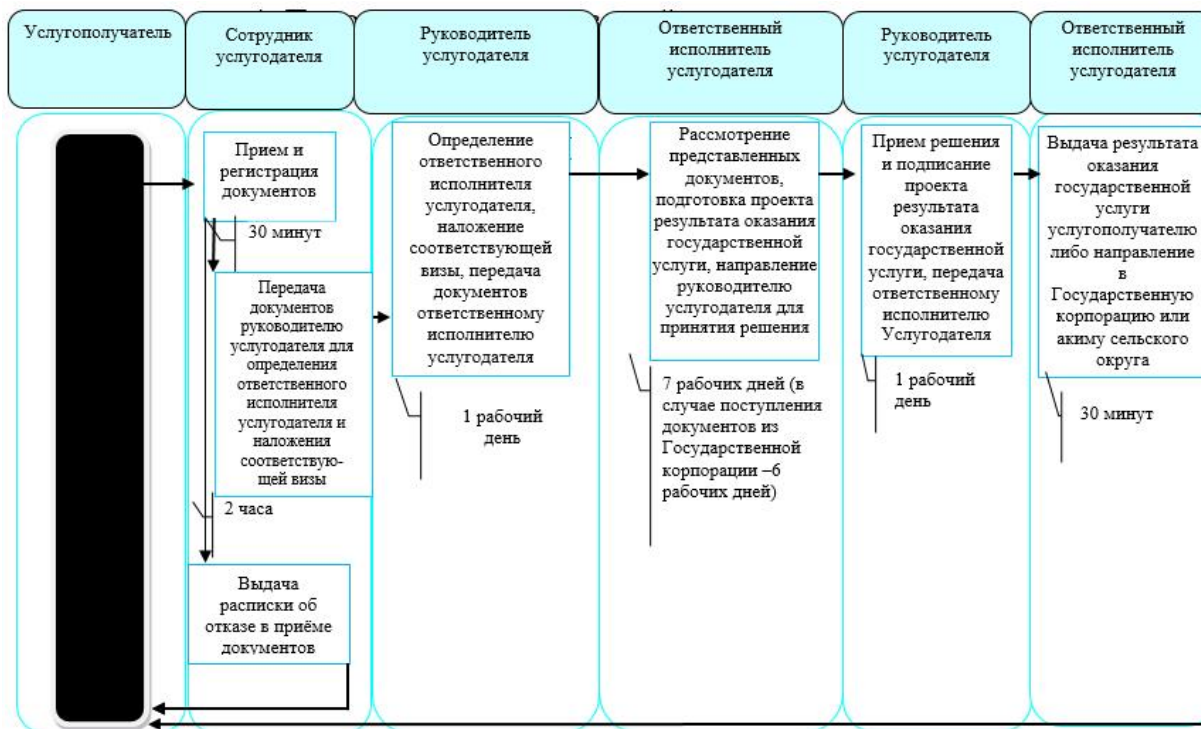 Услугополучатель
Сотрудник
услугодателя
Руководитель
услугодателя
Ответственный
исполнитель
услугодателя
Руководитель
услугодателя
Ответственный
исполнитель
услугодателя
Прием и
регистрация
документов
30 минут
Передача
документов
руководителю
услугодателя для
определения
ответственного
исполнителя
услугодателя и
наложения
соответствую-
щей визы
2 часа
Выдача
расписки об
отказе в приёме
документов
Определение
ответственного
исполнителя
услугодателя,
наложение
соответствующей
визы, передача
документов
ответственному
исполнителю
услугодателя
1 рабочий
день
Рассмотрение
представленных
документов,
подготовка проекта
результата оказания
государственной
услуги, направление
руководителю
услугодателя для
принятия решения
7 рабочих дней (в
случае поступления
документов из
Государственной
корпорации –6
рабочих дней)
Прием решения
и подписание
проекта
результата
оказания
государственной
услуги, передача
ответственному
исполнителю
Услугодателя
1 рабочий
день
Выдача результата
оказания
государственной
услуги
услугополучателю
либо направление
в
Государственную
корпорацию или
акиму сельского
округа
30 минут